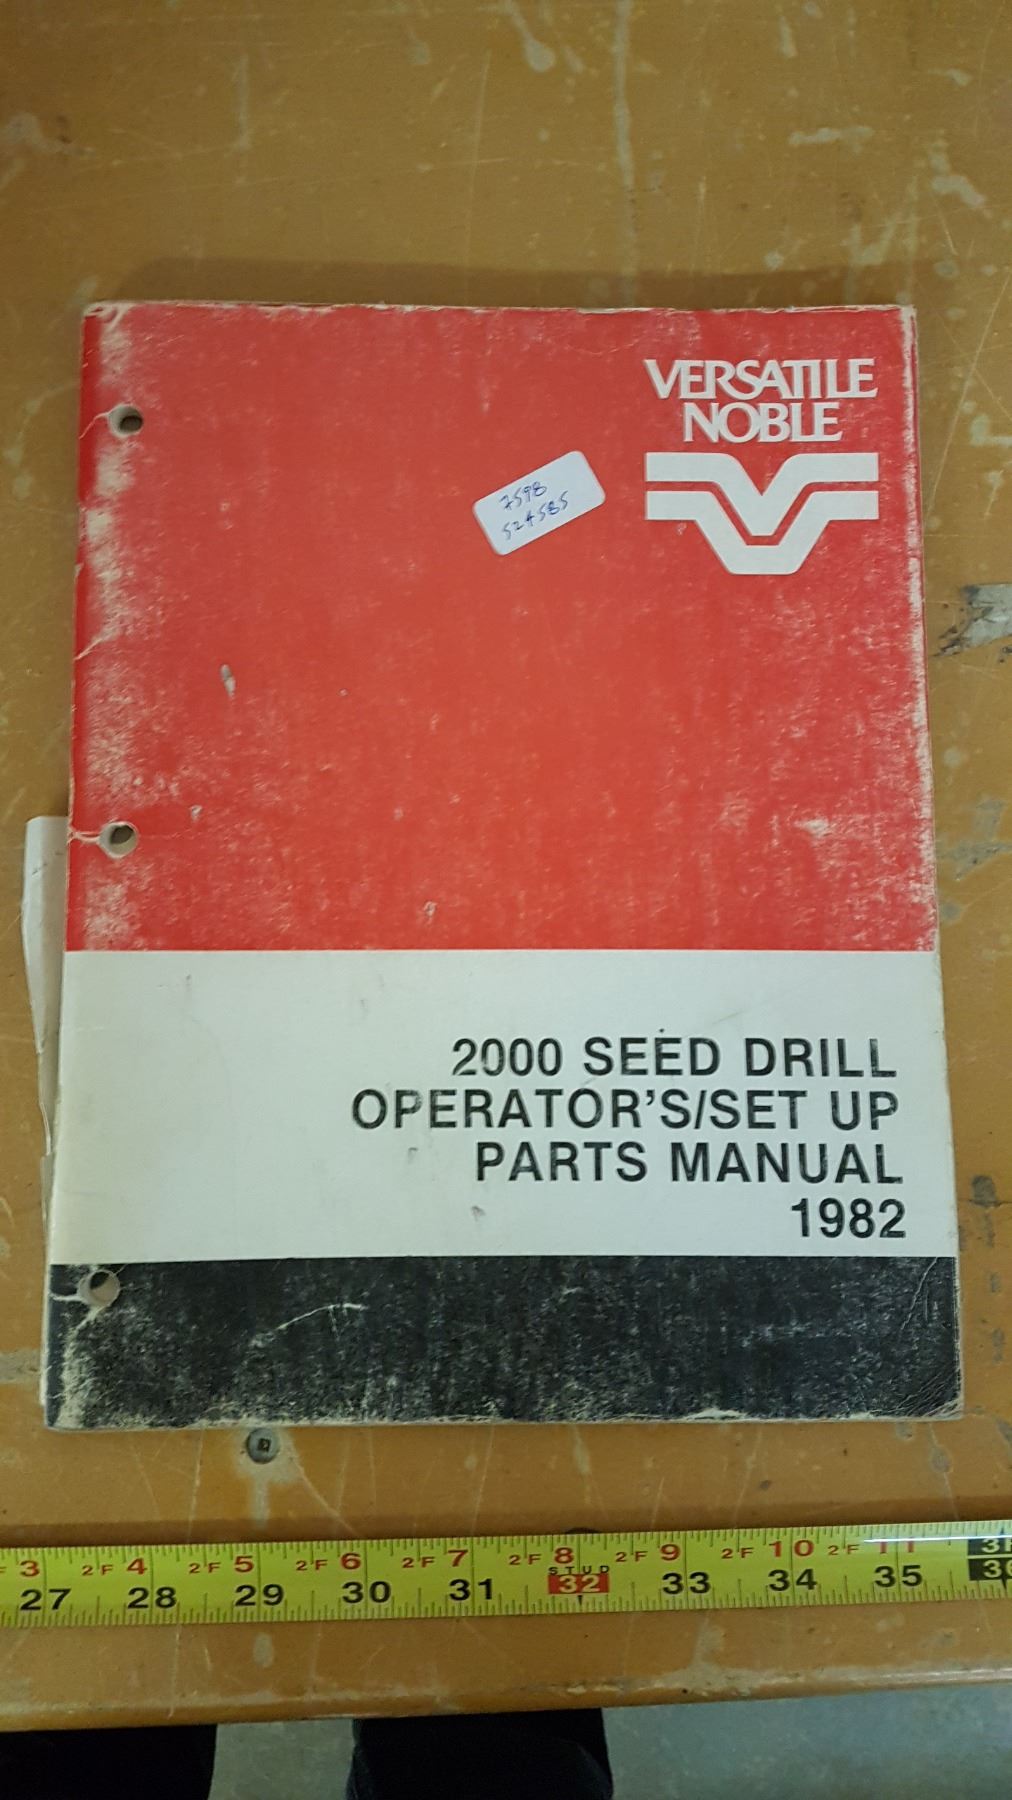 VERSATILE
NOBLE
7598
524585
2000 SEED DRILL
OPERATOR'S/SET UP
PARTS MANUAL
1982
3 2F 4 2F 5 2F 6 2F 7 2F 8 2F 9 2F 10 2F 11
STUD
27 28 29 30 31 32 33 34 35